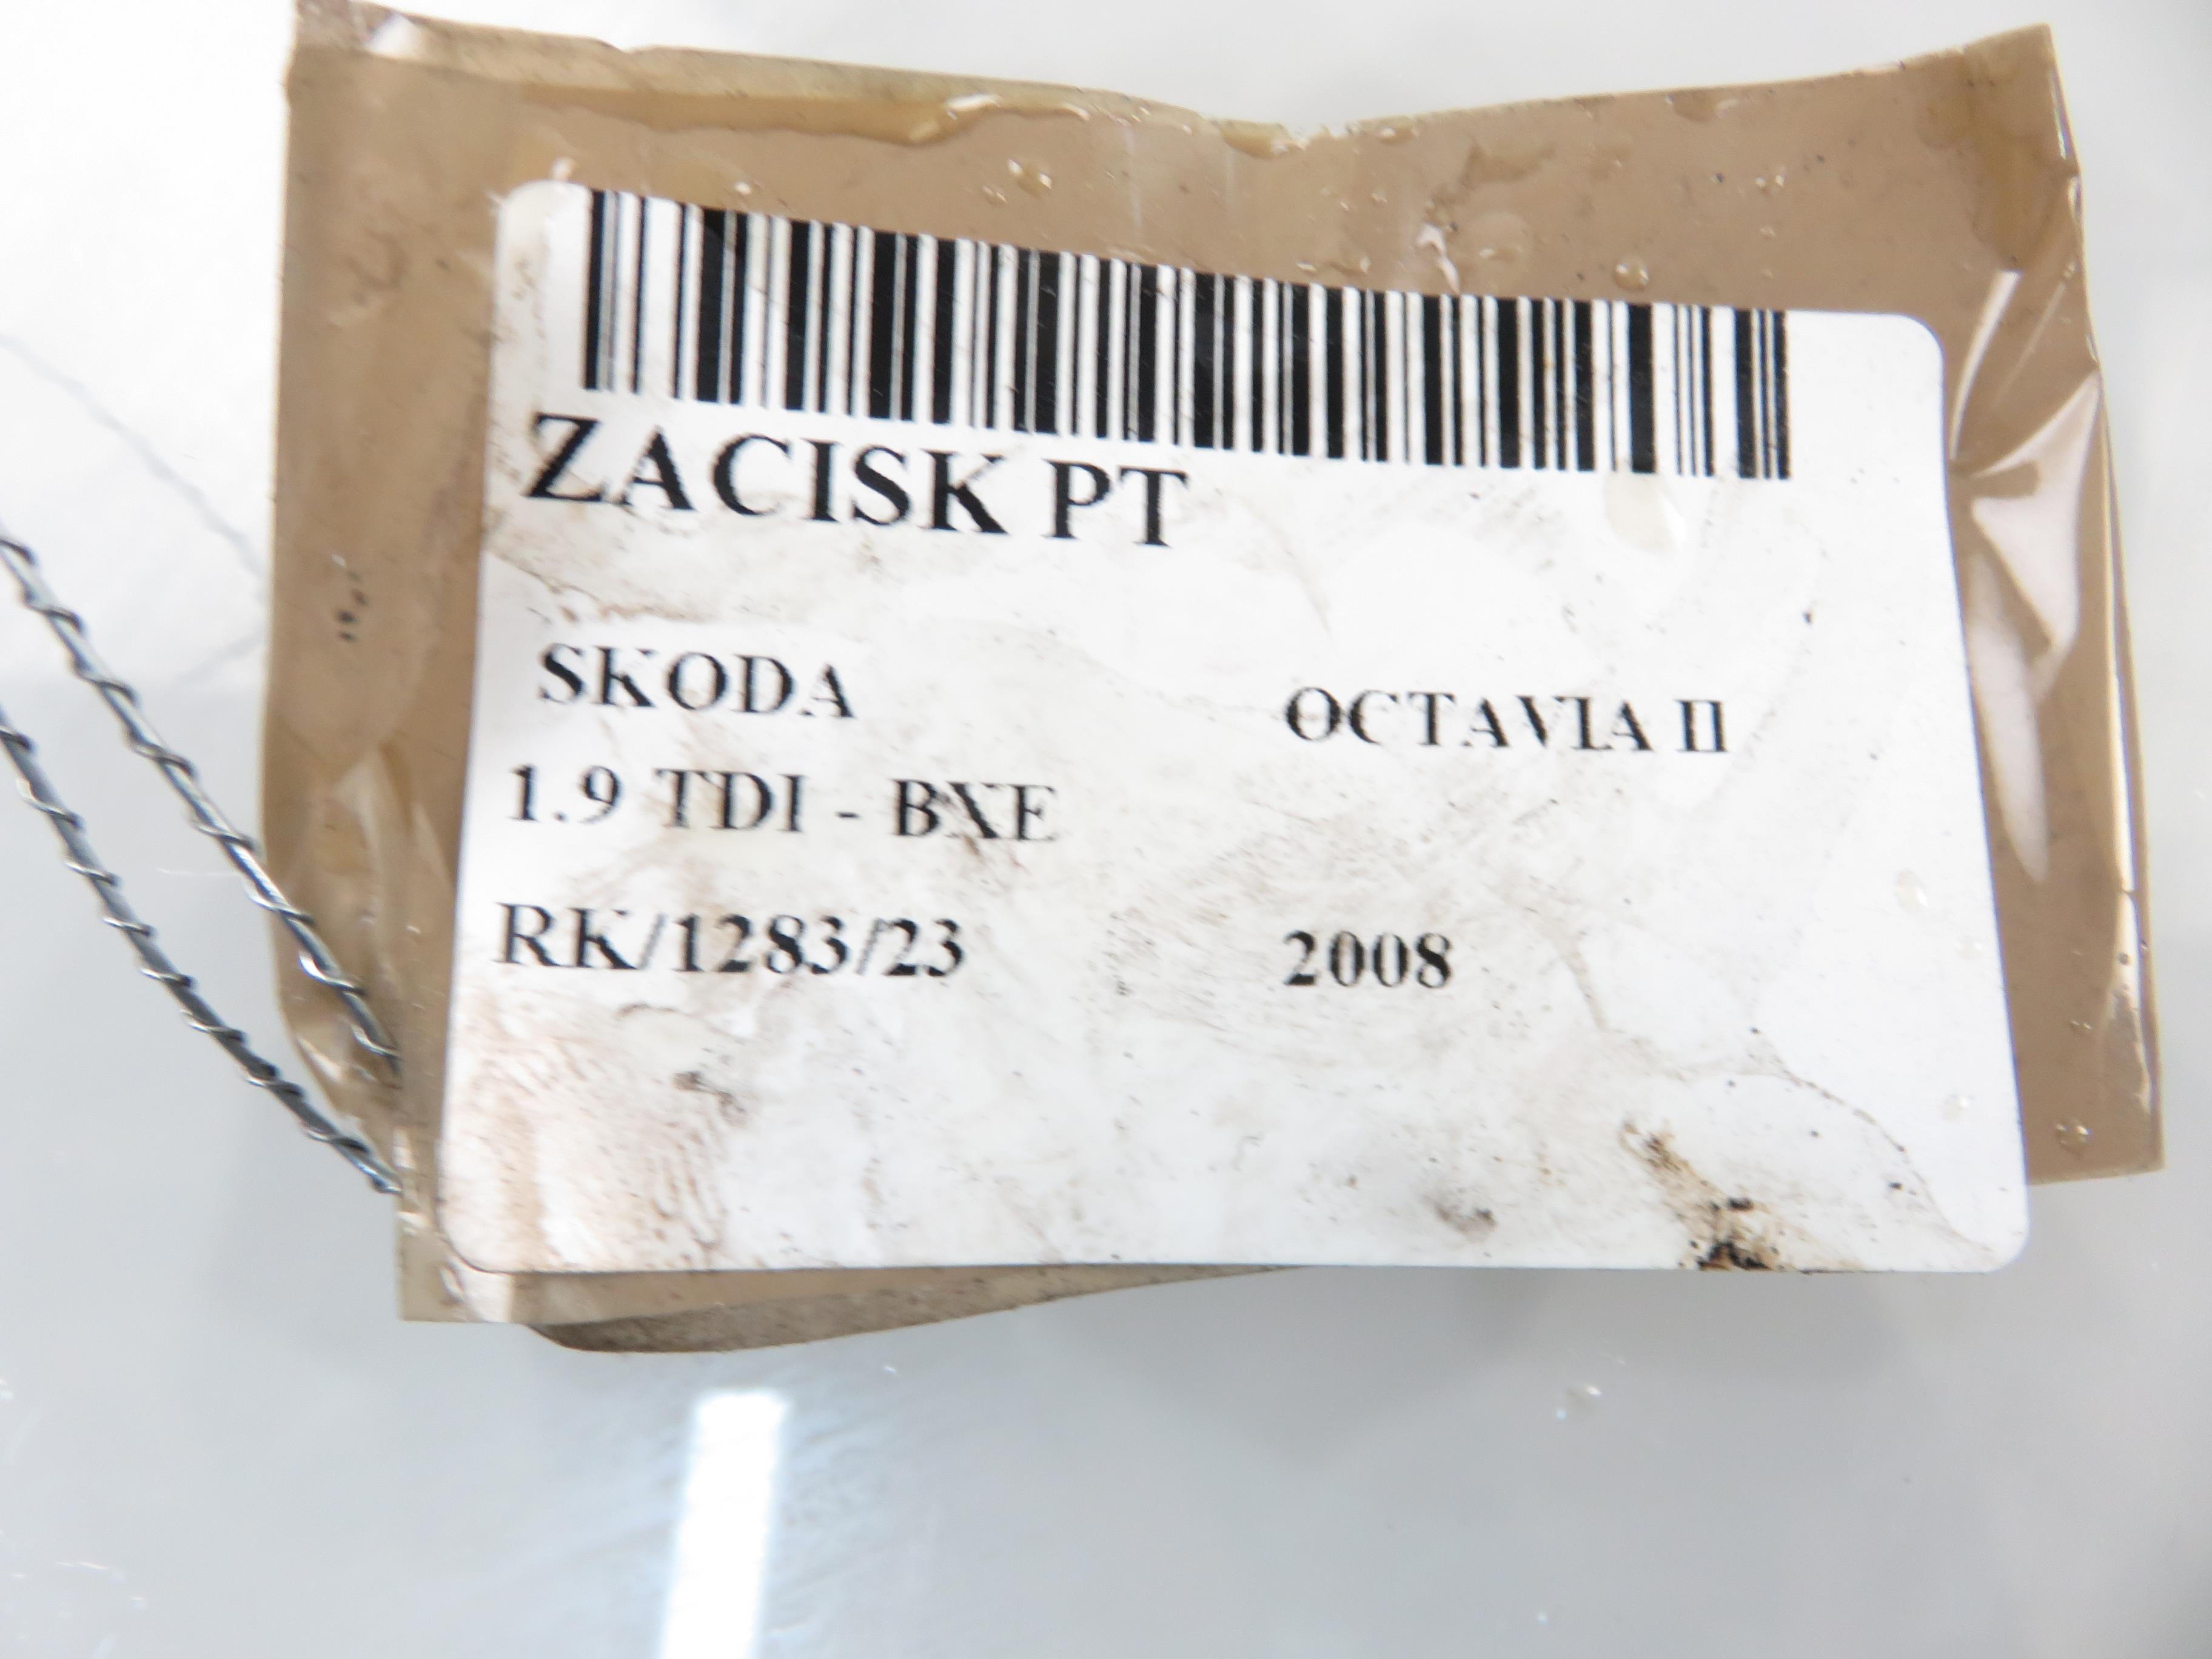 ZACISK PT
SKODA OCTAVIA II
1.9 TDI - BXE
RK/1283/23 2008